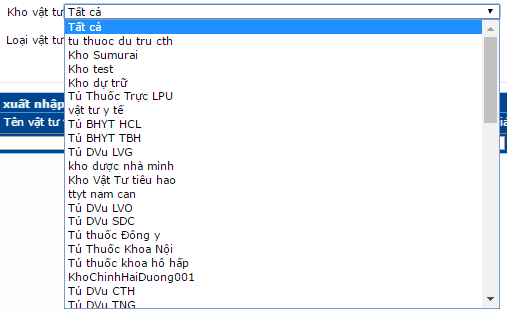 Kho vật tư Tất cả
Tất cả
tu thuoc du tru cth
Loại vật tư
Kho Sumurai
Kho test
Kho dự trữ
Tủ Thuốc Trực LPU
xuất nhập
vật tư y tế
Tên vật tư
Tủ BHYT HCL
Tủ BHYT TBH
Tủ DVu LVG
kho dược nhà mình
Kho Vật Tư tiêu hao
ttyt nam can
Tủ DVu LVO
Tủ DVu SDC
Tủ thuốc Đông y
Tủ Thuốc Khoa Nội
Tủ thuốc khoa hô hấp
KhoChinhHaiDuong001
Tủ DVu CTH
Tủ DVu TNG